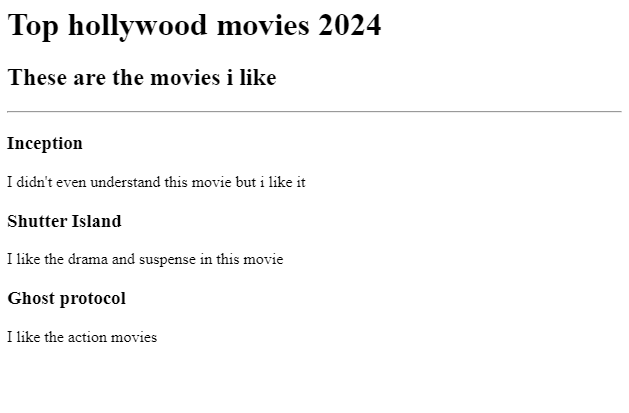 Top hollywood movies 2024
These are the movies i like
Inception
I didn't even understand this movie but i like it
Shutter Island
I like the drama and suspense in this movie
Ghost protocol
I like the action movies